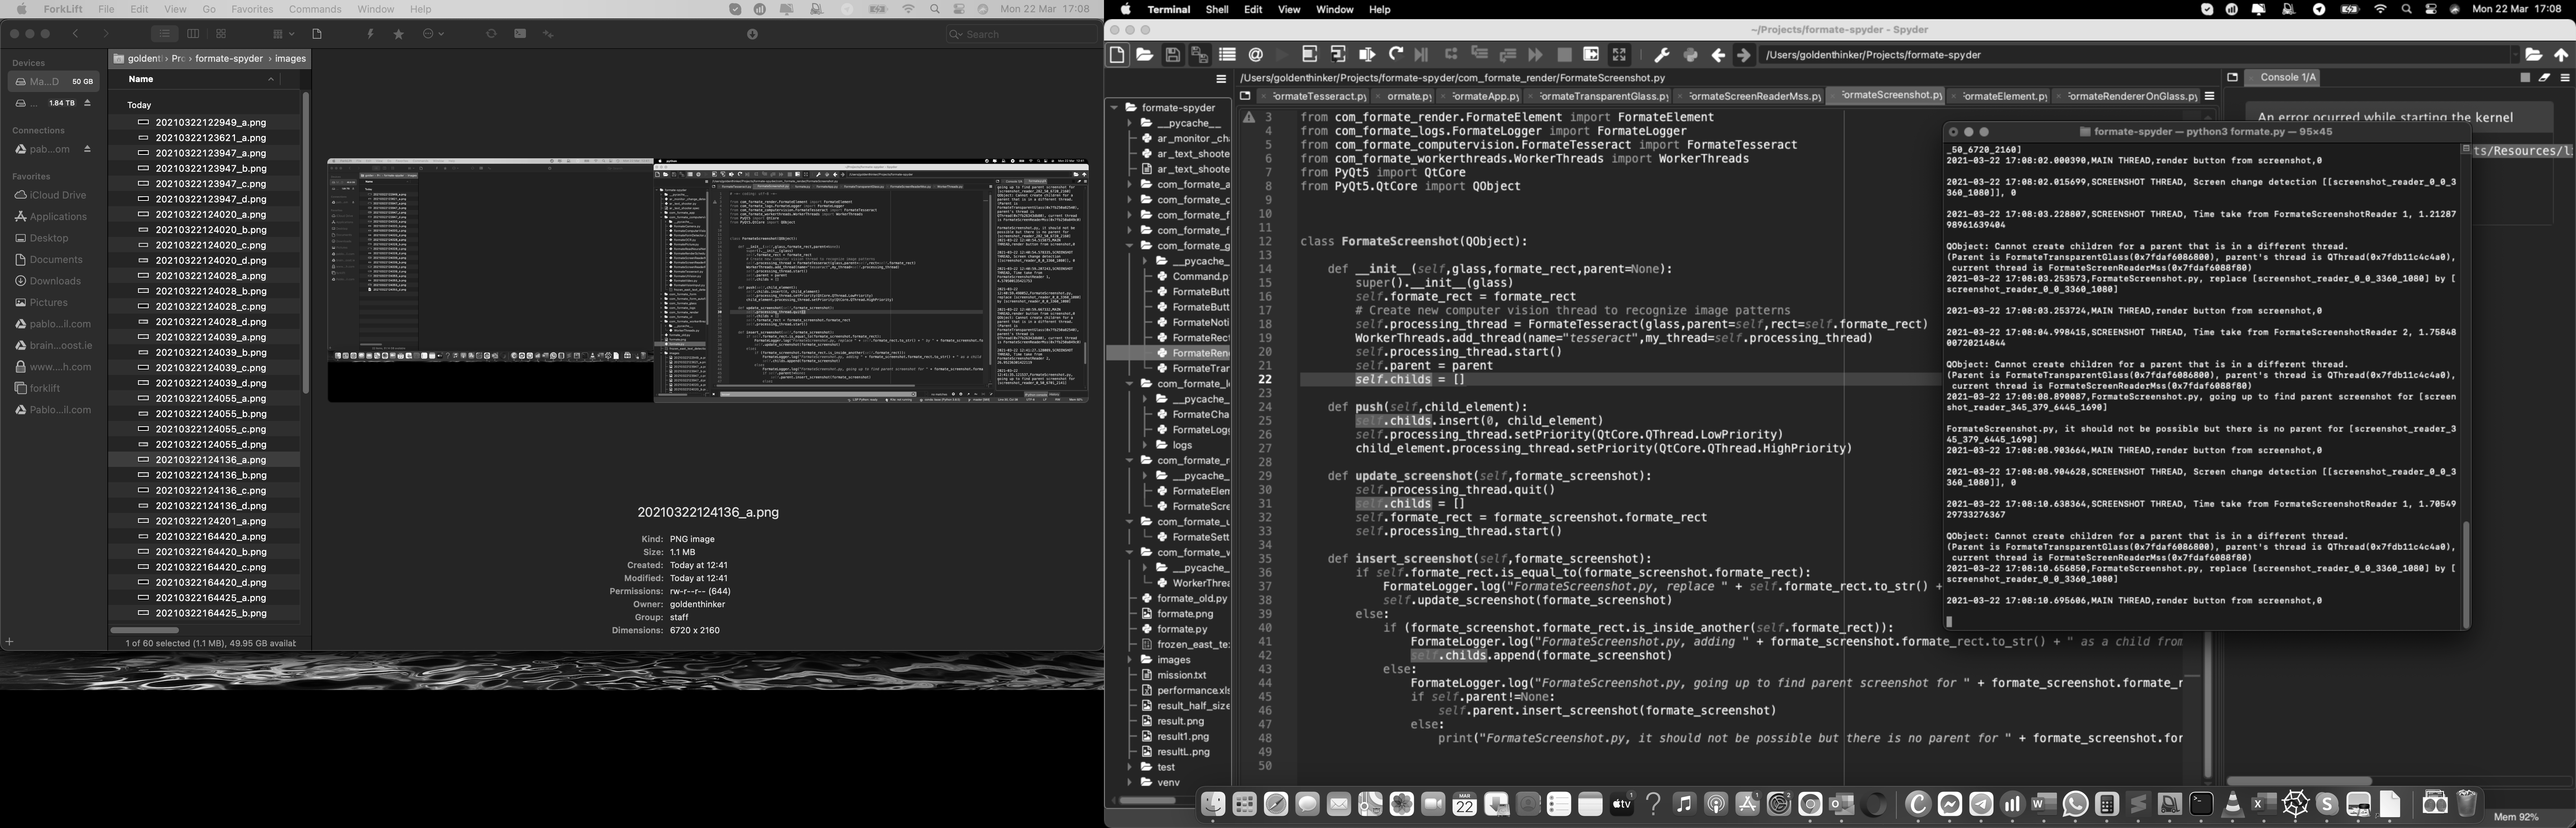 ForkLift File Edit View Go Favorites Commands Window Help
Mon 22 Mar 17:08
Search
Devices
Ma...D 50 GB
... 1.84 TB
Connections
pab...om
Favorites
iCloud Drive
Applications
Desktop
Documents
Downloads
Pictures
pablo...il.com
brain...oost.ie
www....h.com
forklift
Pablo...il.com
goldent › Prc › formate-spyder › images
Name
Today
20210322122949_a.png
20210322123621_a.png
20210322123947_a.png
20210322123947_b.png
20210322123947_c.png
20210322123947_d.png
20210322124020_a.png
20210322124020_b.png
20210322124020_c.png
20210322124020_d.png
20210322124028_a.png
20210322124028_b.png
20210322124028_c.png
20210322124028_d.png
20210322124039_a.png
20210322124039_b.png
20210322124039_c.png
20210322124039_d.png
20210322124055_a.png
20210322124055_b.png
20210322124055_c.png
20210322124055_d.png
20210322124136_a.png
20210322124136_b.png
20210322124136_c.png
20210322124136_d.png
20210322124201_a.png
20210322164420_a.png
20210322164420_b.png
20210322164420_c.png
20210322164420_d.png
20210322164425_a.png
20210322164425_b.png
1 of 60 selected (1.1 MB), 49.95 GB availat
20210322124136_a.png
Kind: PNG image
Size: 1.1 MB
Created: Today at 12:41
Modified: Today at 12:41
Permissions: rw-r--r-- (644)
Owner: goldenthinker
Group: staff
Dimensions: 6720 x 2160
Terminal Shell Edit View Window Help
Mon 22 Mar 17:08
~/Projects/formate-spyder - Spyder
/Users/goldenthinker/Projects/formate-spyder
/Users/goldenthinker/Projects/formate-spyder/com_formate_render/FormateScreenshot.py
formate-spyder
__pycache__
ar_monitor_cha
ar_text_shoote
ar_text_shoote
com_formate_a
com_formate_c
com_formate_f
com_formate_f
com_formate_g
__pycache_
Command.p
FormateButt
FormateButt
FormateNoti
FormateRect
FormateRen
FormateTran
com_formate_l
__pycache_
FormateCha
FormateLogg
logs
com_formate_r
__pycache_
FormateElen
FormateScre
com_formate_u
FormateSett
com_formate_w
__pycache_
WorkerThrea
formate_old.py
formate.png
formate.py
frozen_east_te
images
mission.txt
performance.xls
result_half_size
result.png
result1.png
resultL.png
test
venv
ormateTesseract.py ormate.py ormateApp.py ormateTransparentGlass.py ormateScreenReaderMss.py ormateScreenshot.py ormateElement.py ormateRendererOnGlass.py
3 from com_formate_render.FormateElement import FormateElement
4 from com_formate_logs.FormateLogger import FormateLogger
5 from com_formate_computervision.FormateTesseract import FormateTesseract
6 from com_formate_workerthreads.WorkerThreads import WorkerThreads
7 from PyQt5 import QtCore
8 from PyQt5.QtCore import QObject
9
10
11
12 class FormateScreenshot(QObject):
13
14 def __init__(self,glass,formate_rect,parent=None):
15 super().__init__(glass)
16 self.formate_rect = formate_rect
17 # Create new computer vision thread to recognize image patterns
18 self.processing_thread = FormateTesseract(glass,parent=self,rect=self.formate_rect)
19 WorkerThreads.add_thread(name="tesseract",my_thread=self.processing_thread)
20 self.processing_thread.start()
21 self.parent = parent
22 self.childs = []
23
24 def push(self,child_element):
25 self.childs.insert(0, child_element)
26 self.processing_thread.setPriority(QtCore.QThread.LowPriority)
27 child_element.processing_thread.setPriority(QtCore.QThread.HighPriority)
28
29 def update_screenshot(self,formate_screenshot):
30 self.processing_thread.quit()
31 self.childs = []
32 self.formate_rect = formate_screenshot.formate_rect
33 self.processing_thread.start()
34
35 def insert_screenshot(self,formate_screenshot):
36 if self.formate_rect.is_equal_to(formate_screenshot.formate_rect):
37 FormateLogger.log("FormateScreenshot.py, replace " + self.formate_rect.to_str() +
38 self.update_screenshot(formate_screenshot)
39 else:
40 if (formate_screenshot.formate_rect.is_inside_another(self.formate_rect)):
41 FormateLogger.log("FormateScreenshot.py, adding " + formate_screenshot.formate_rect.to_str() + " as a child from
42 self.childs.append(formate_screenshot)
43 else:
44 FormateLogger.log("FormateScreenshot.py, going up to find parent screenshot for " + formate_screenshot.formate_r
45 if self.parent!=None:
46 self.parent.insert_screenshot(formate_screenshot)
47 else:
48 print("FormateScreenshot.py, it should not be possible but there is no parent for " + formate_screenshot.for
49
50
Console 1/A
An error ocurred while starting the kernel
ts/Resources/l
formate-spyder — python3 formate.py — 95×45
_50_6720_2160]
2021-03-22 17:08:02.000390,MAIN THREAD,render button from screenshot,0
2021-03-22 17:08:02.015699,SCREENSHOT THREAD, Screen change detection [[screenshot_reader_0_0_3
360_1080]], 0
2021-03-22 17:08:03.228807,SCREENSHOT THREAD, Time take from FormateScreenshotReader 1, 1.21287
98961639404
QObject: Cannot create children for a parent that is in a different thread.
(Parent is FormateTransparentGlass(0x7fdaf6086800), parent's thread is QThread(0x7fdb11c4c4a0),
current thread is FormateScreenReaderMss(0x7fdaf6088f80)
2021-03-22 17:08:03.253573,FormateScreenshot.py, replace [screenshot_reader_0_0_3360_1080] by [
screenshot_reader_0_0_3360_1080]
2021-03-22 17:08:03.253724,MAIN THREAD,render button from screenshot,0
2021-03-22 17:08:04.998415,SCREENSHOT THREAD, Time take from FormateScreenshotReader 2, 1.75848
00720214844
QObject: Cannot create children for a parent that is in a different thread.
(Parent is FormateTransparentGlass(0x7fdaf6086800), parent's thread is QThread(0x7fdb11c4c4a0),
current thread is FormateScreenReaderMss(0x7fdaf6088f80)
2021-03-22 17:08:08.890087,FormateScreenshot.py, going up to find parent screenshot for [screen
shot_reader_345_379_6445_1690]
FormateScreenshot.py, it should not be possible but there is no parent for [screenshot_reader_3
45_379_6445_1690]
2021-03-22 17:08:08.903664,MAIN THREAD,render button from screenshot,0
2021-03-22 17:08:08.904628,SCREENSHOT THREAD, Screen change detection [[screenshot_reader_0_0_3
360_1080]], 0
2021-03-22 17:08:10.638364,SCREENSHOT THREAD, Time take from FormateScreenshotReader 1, 1.70549
29733276367
QObject: Cannot create children for a parent that is in a different thread.
(Parent is FormateTransparentGlass(0x7fdaf6086800), parent's thread is QThread(0x7fdb11c4c4a0),
current thread is FormateScreenReaderMss(0x7fdaf6088f80)
2021-03-22 17:08:10.656850,FormateScreenshot.py, replace [screenshot_reader_0_0_3360_1080] by [
screenshot_reader_0_0_3360_1080]
2021-03-22 17:08:10.695606,MAIN THREAD,render button from screenshot,0
MAR
22
tv
Mem 92%